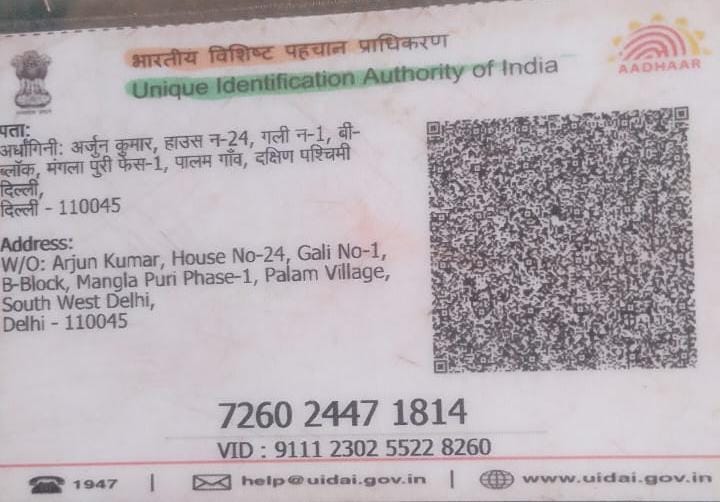 भारतीय विशिष्ट पहचान प्राधिकरण
Unique Identification Authority of India
AADHAAR
पता:
अर्धांगिनी: अर्जुन कुमार, हाउस न-24, गली न-1, बी-
ब्लॉक, मंगला पुरी फेस-1, पालम गाँव, दक्षिण पश्चिमी
दिल्ली,
दिल्ली - 110045
Address:
W/O: Arjun Kumar, House No-24, Gali No-1,
B-Block, Mangla Puri Phase-1, Palam Village,
South West Delhi,
Delhi - 110045
7260 2447 1814
VID : 9111 2302 5522 8260
1947 | help@uidai.gov.in | www.uidai.gov.in